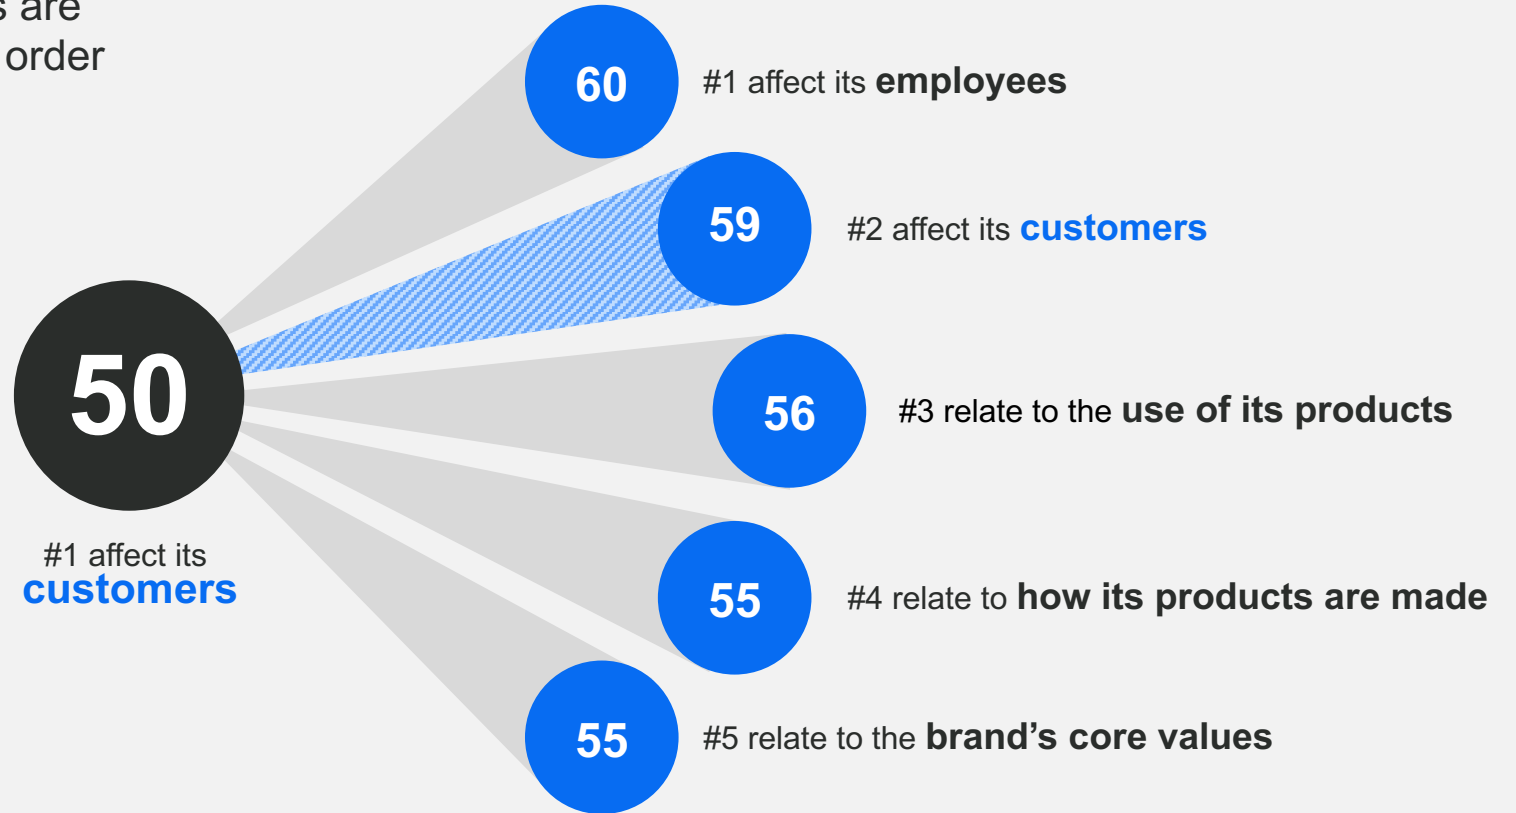 are
order
60
#1 affect its employees
59
#2 affect its customers
50
#1 affect its
customers
56
#3 relate to the use of its products
55
#4 relate to how its products are made
55
#5 relate to the brand’s core values